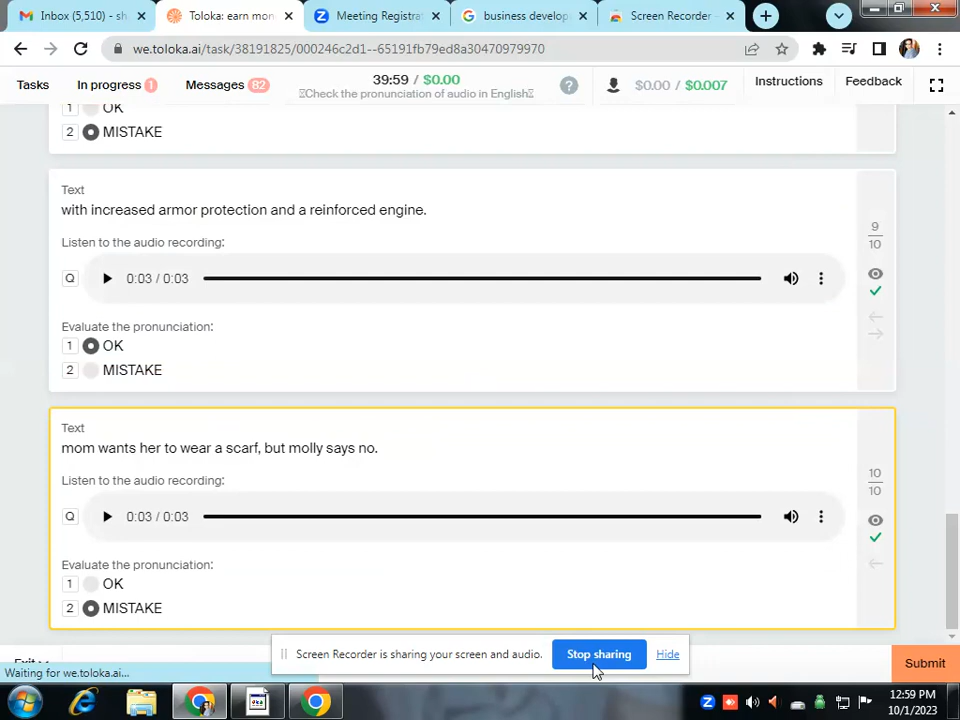 Inbox (5,510) - sh
Toloka: earn mon
Meeting Registra
business develop
Screen Recorder -
we.toloka.ai/task/38191825/000246c2d1--65191fb79ed8a30470979970
Tasks
In progress 1
Messages 82
39:59 / $0.00
Check the pronunciation of audio in English
?
$0.00 / $0.007
Instructions
Feedback
1 OK
2 MISTAKE
Text
with increased armor protection and a reinforced engine.
Listen to the audio recording:
Q 0:03 / 0:03
Evaluate the pronunciation:
1 OK
2 MISTAKE
9
10
Text
mom wants her to wear a scarf, but molly says no.
Listen to the audio recording:
Q 0:03 / 0:03
Evaluate the pronunciation:
1 OK
2 MISTAKE
10
10
Exit
Waiting for we.toloka.ai...
Screen Recorder is sharing your screen and audio.
Stop sharing
Hide
Submit
12:59 PM
10/1/2023